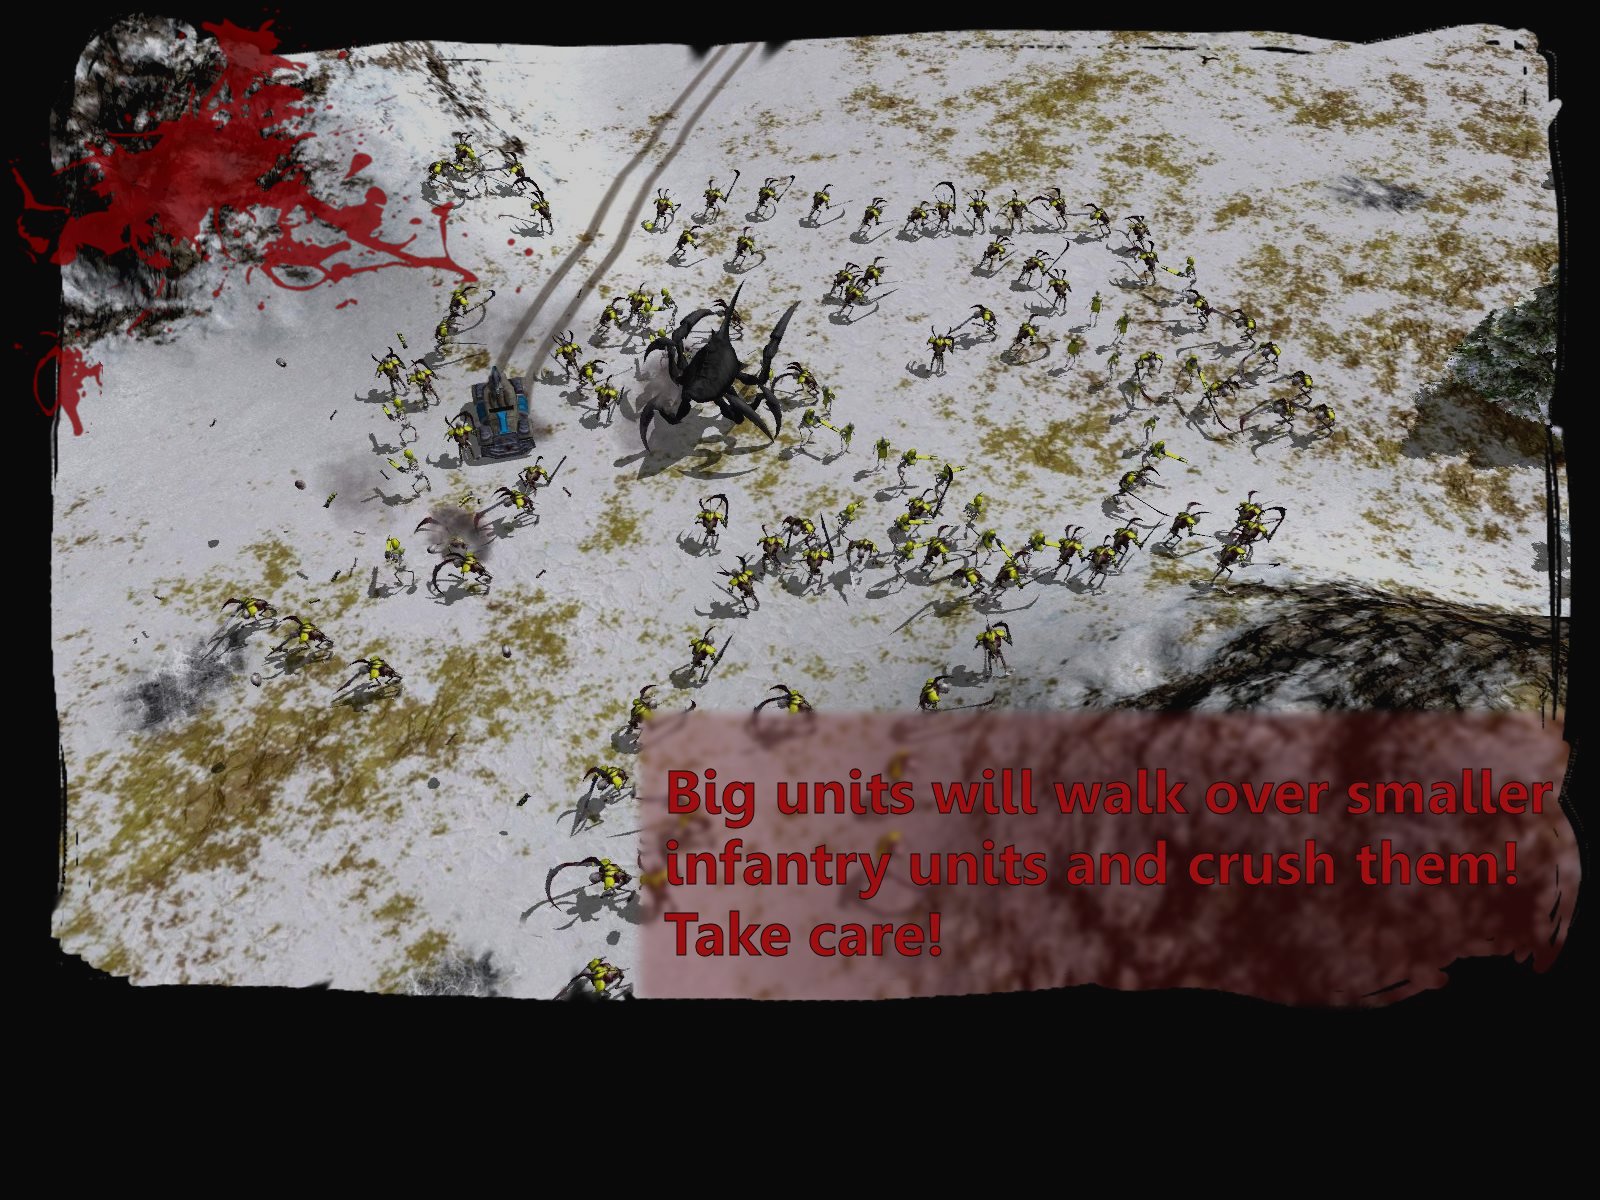 Big units will walk over smaller
infantry units and crush them!
Take care!